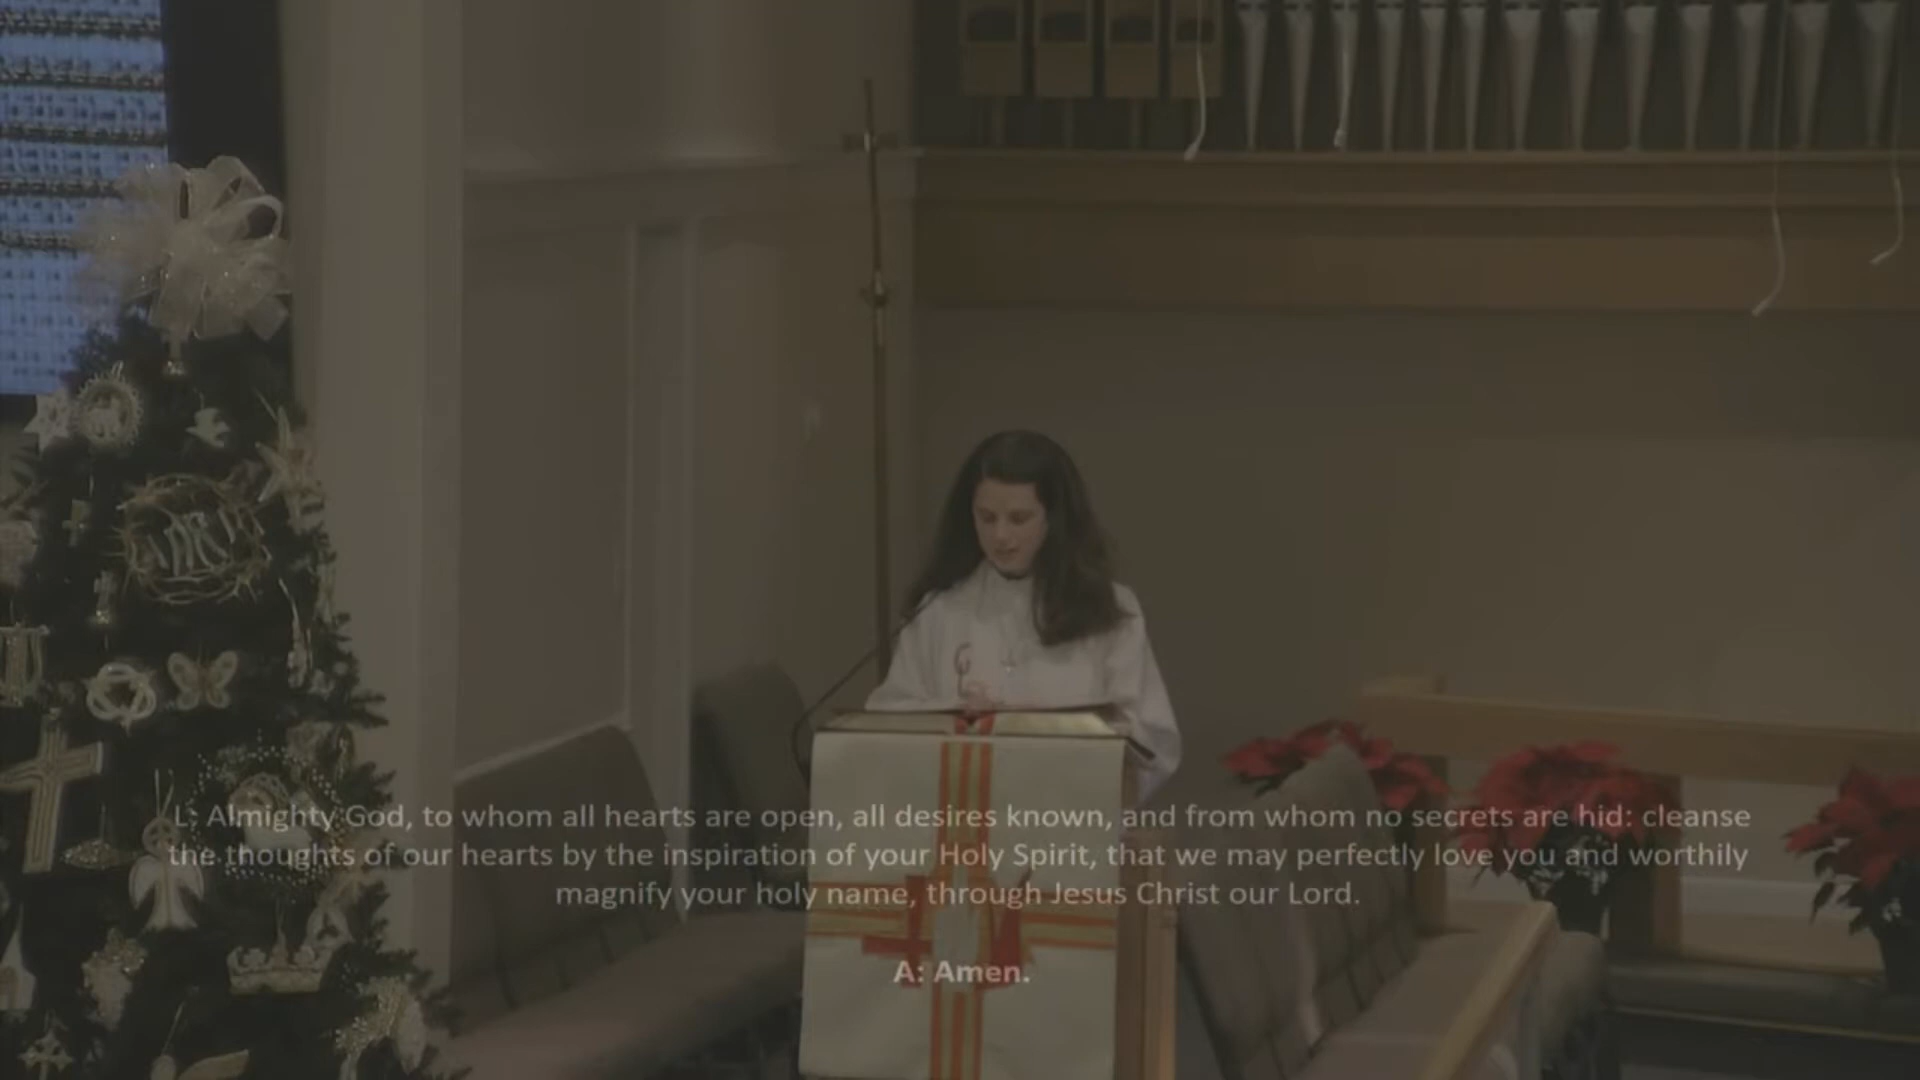 L: Almighty God, to whom all hearts are open, all desires known, and from whom no secrets are hid: cleanse
the thoughts of our hearts by the inspiration of your Holy Spirit, that we may perfectly love you and worthily
magnify your holy name, through Jesus Christ our Lord.
A: Amen.